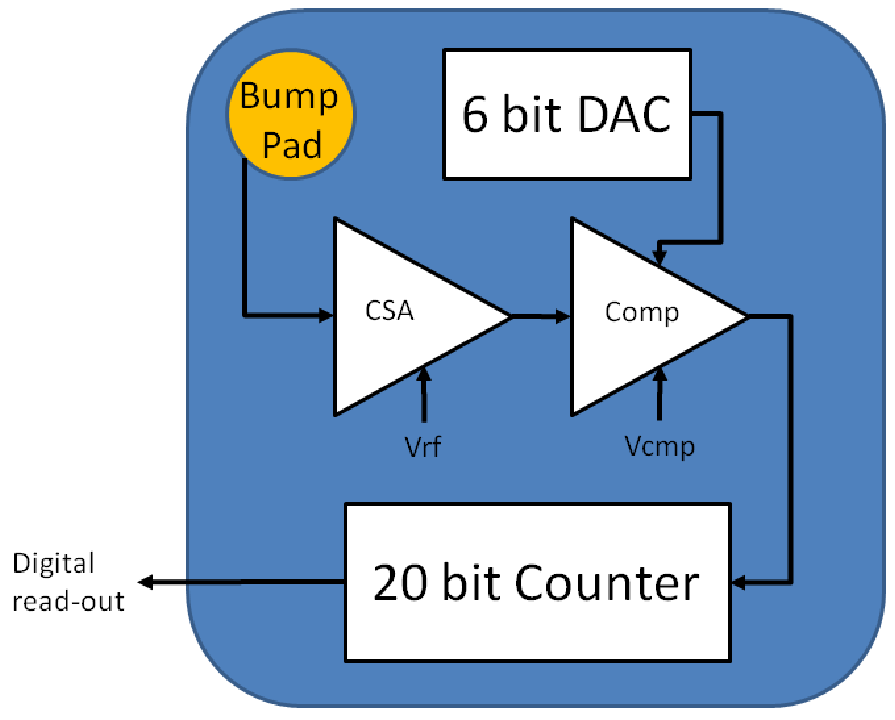 Bump
Pad
6 bit DAC
CSA
Comp
Vrf
Vcmp
20 bit Counter
Digital
read-out